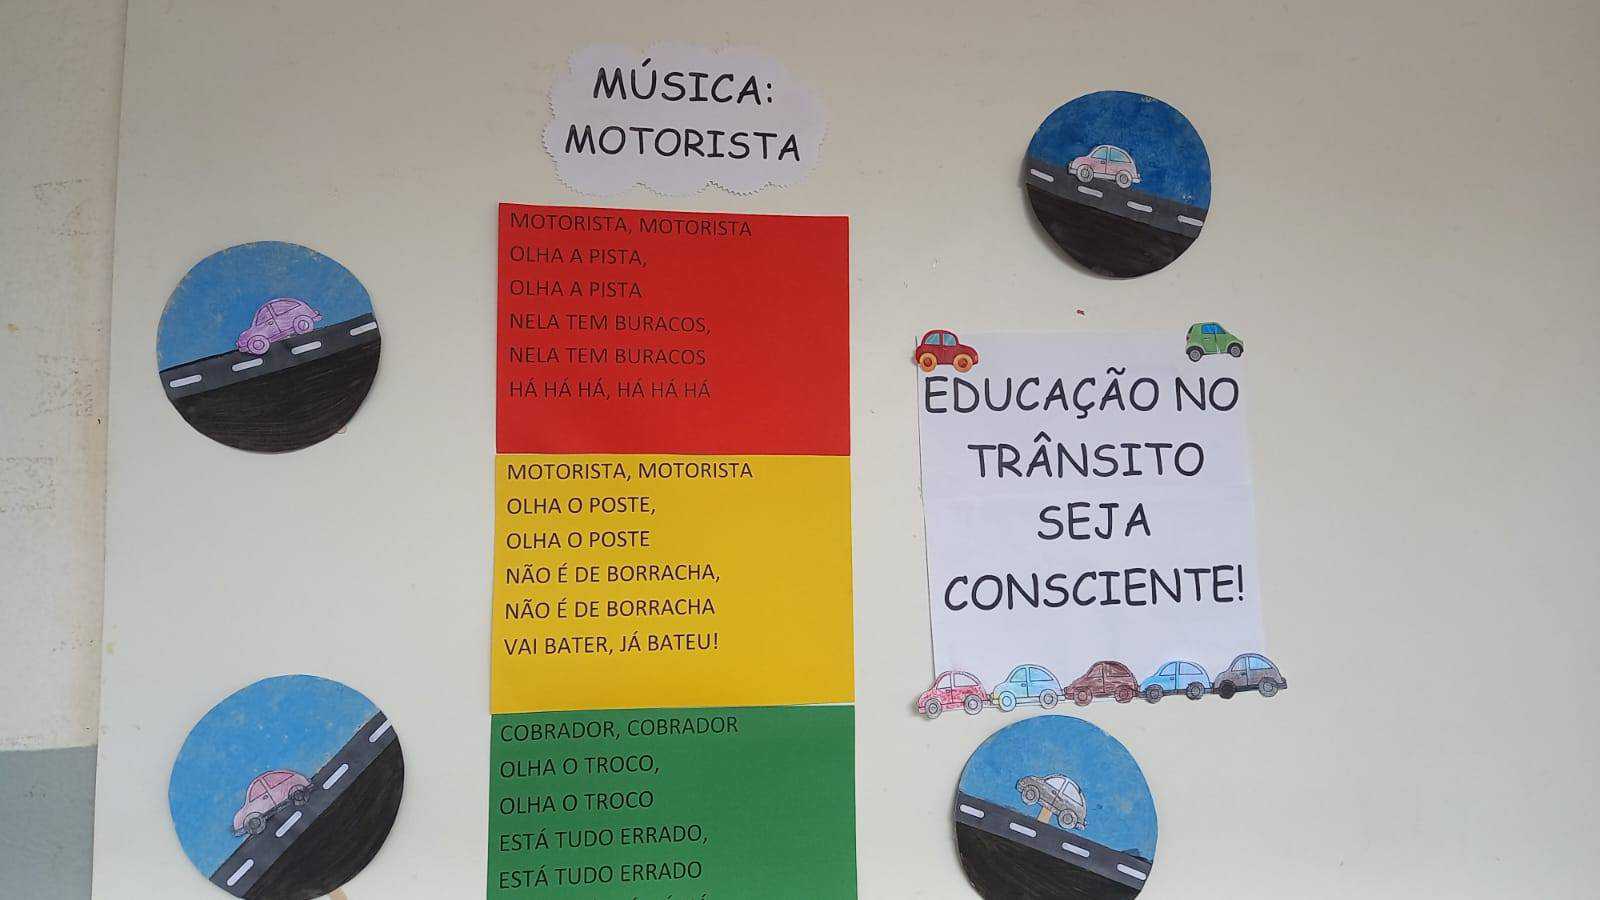 MÚSICA:
MOTORISTA
MOTORISTA, MOTORISTA
OLHA A PISTA,
OLHA A PISTA
NELA TEM BURACOS,
NELA TEM BURACOS
HÁ HÁ HÁ, HÁ HÁ HÁ
MOTORISTA, MOTORISTA
OLHA O POSTE,
OLHA O POSTE
NÃO É DE BORRACHA,
NÃO É DE BORRACHA
VAI BATER, JÁ BATEU!
COBRADOR, COBRADOR
OLHA O TROCO,
OLHA O TROCO
ESTÁ TUDO ERRADO,
ESTÁ TUDO ERRADO
EDUCAÇÃO NO
TRÂNSITO
SEJA
CONSCIENTE!